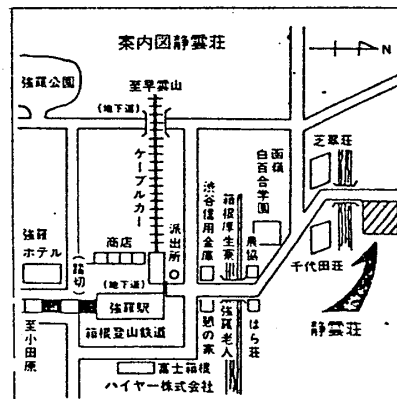 案内図静雲荘
N
至早雲山
強羅公園
(地下道)
ケーブルカー
芝翠荘
函嶺
白百合学園
箱根厚生寮
渋谷信用金庫
農協
派出所
商店
強羅
ホテル
(踏切)
(地下道)
千代田荘
静雲荘
強羅駅
箱根登山鉄道
至小田原
憩の家
強羅老人
はら荘
富士箱根
ハイヤー株式会社